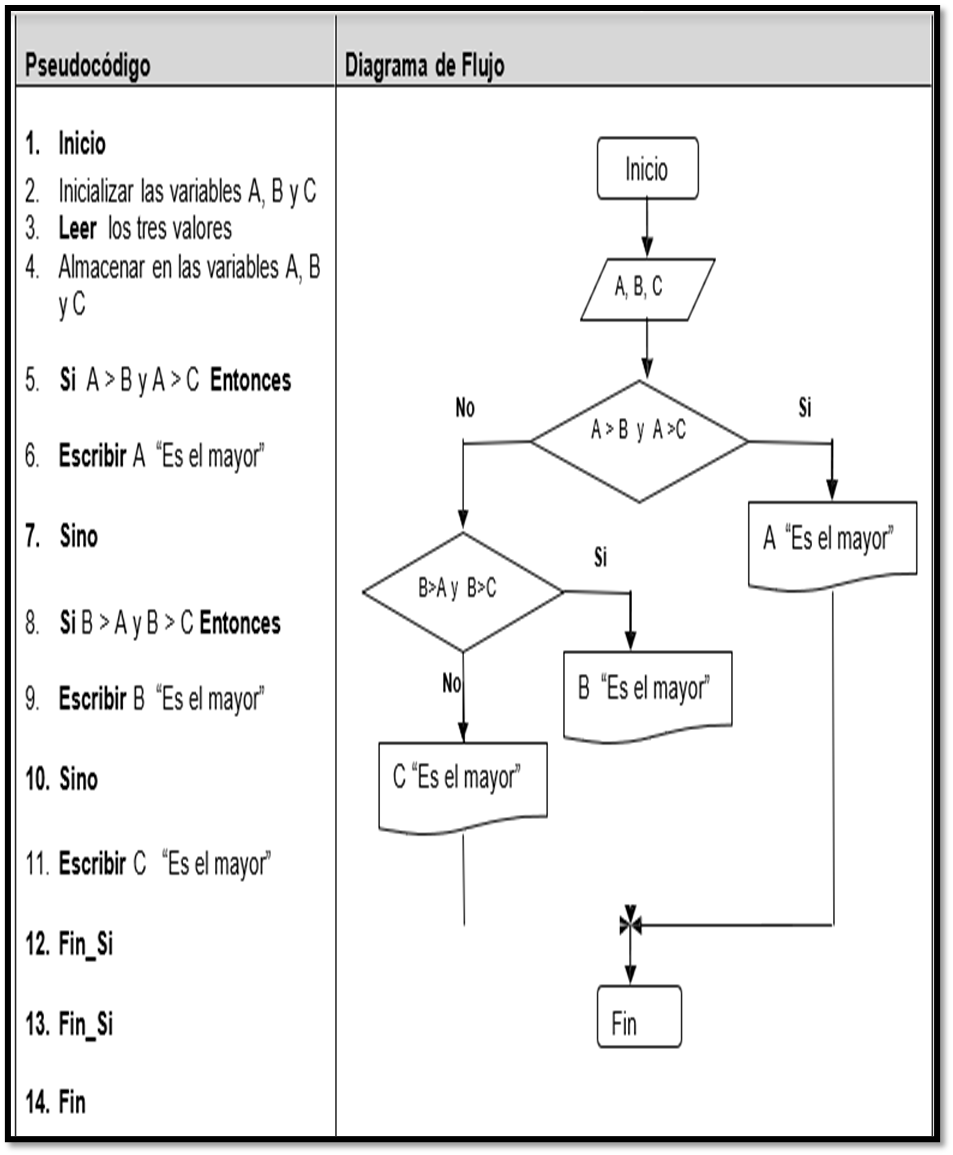 Pseudocódigo
1. Inicio
2. Inicializar las variables A, B y C
3. Leer los tres valores
4. Almacenar en las variables A, B
y C
5. Si A > B y A > C Entonces
6. Escribir A “Es el mayor”
7. Sino
8. Si B > A y B > C Entonces
9. Escribir B “Es el mayor”
10. Sino
11. Escribir C “Es el mayor”
12. Fin_Si
13. Fin_Si
14. Fin
Diagrama de Flujo
Inicio
A, B, C
No
Si
A > B y A >C
A “Es el mayor”
Si
B>A y B>C
No
B “Es el mayor”
C “Es el mayor”
Fin